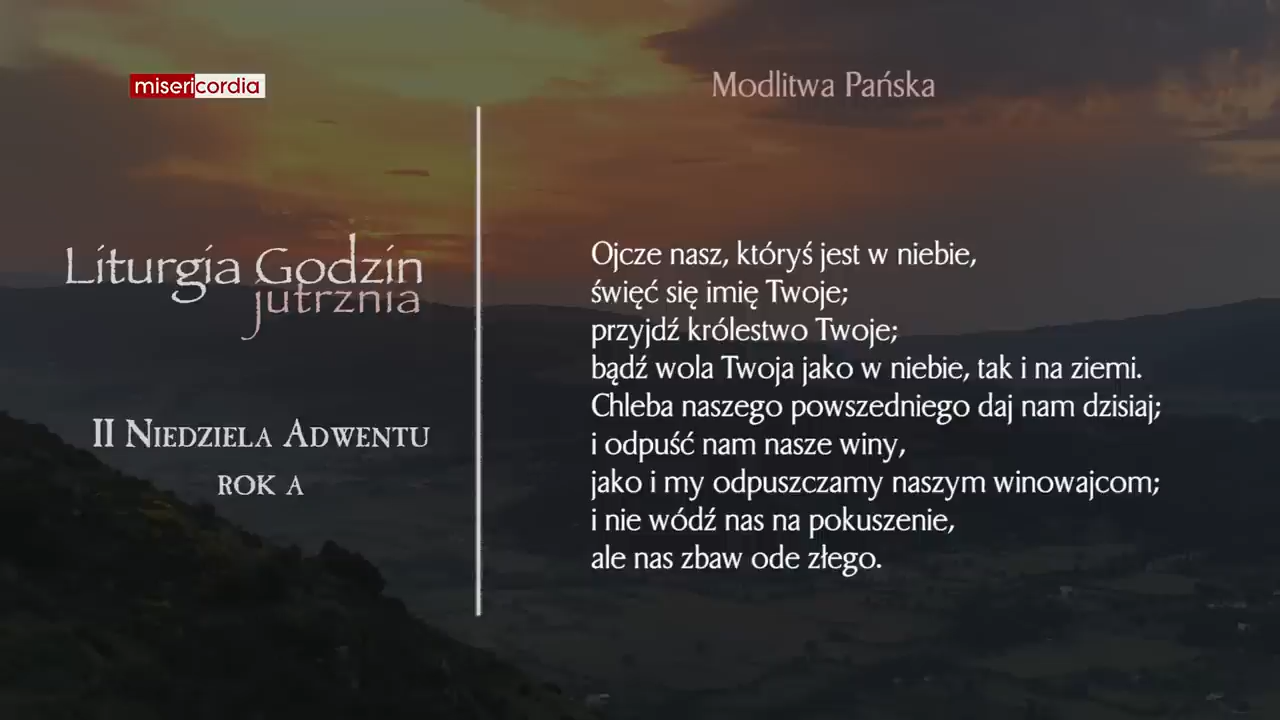 misericordia
Liturgia Godzin
jutrznia
II Niedziela Adwentu
rok A
Modlitwa Pańska
Ojcze nasz, któryś jest w niebie,
święć się imię Twoje;
przyjdź królestwo Twoje;
bądź wola Twoja jako w niebie, tak i na ziemi.
Chleba naszego powszedniego daj nam dzisiaj;
i odpuść nam nasze winy,
jako i my odpuszczamy naszym winowajcom;
i nie wódź nas na pokuszenie,
ale nas zbaw ode złego.